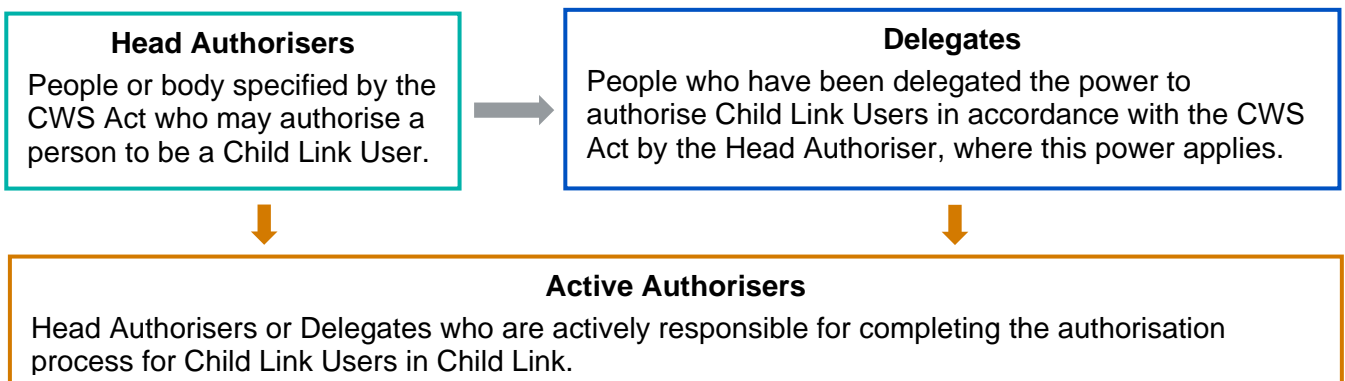 Head Authorisers
People or body specified by the
CWS Act who may authorise a
person to be a Child Link User.
Delegates
People who have been delegated the power to
authorise Child Link Users in accordance with the CWS
Act by the Head Authoriser, where this power applies.
Active Authorisers
Head Authorisers or Delegates who are actively responsible for completing the authorisation
process for Child Link Users in Child Link.